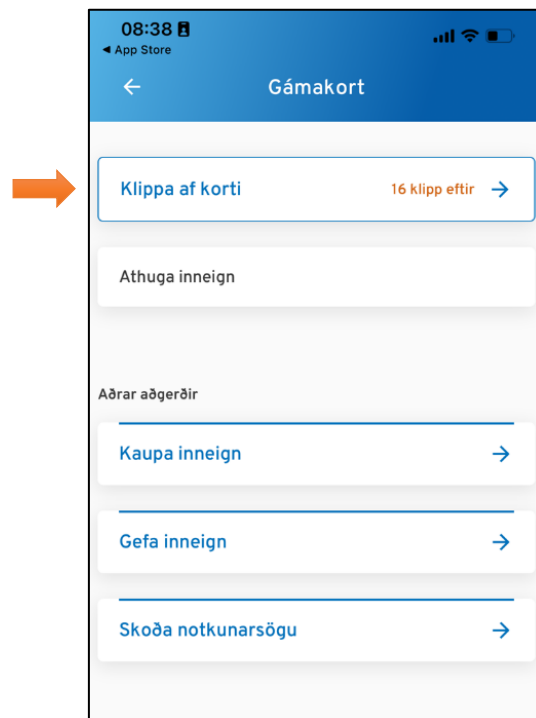 08:38
◄ App Store
Gámakort
Klippa af korti 16 klipp eftir
Athuga inneign
Aðrar aðgerðir
Kaupa inneign
Gefa inneign
Skoða notkunarsögu